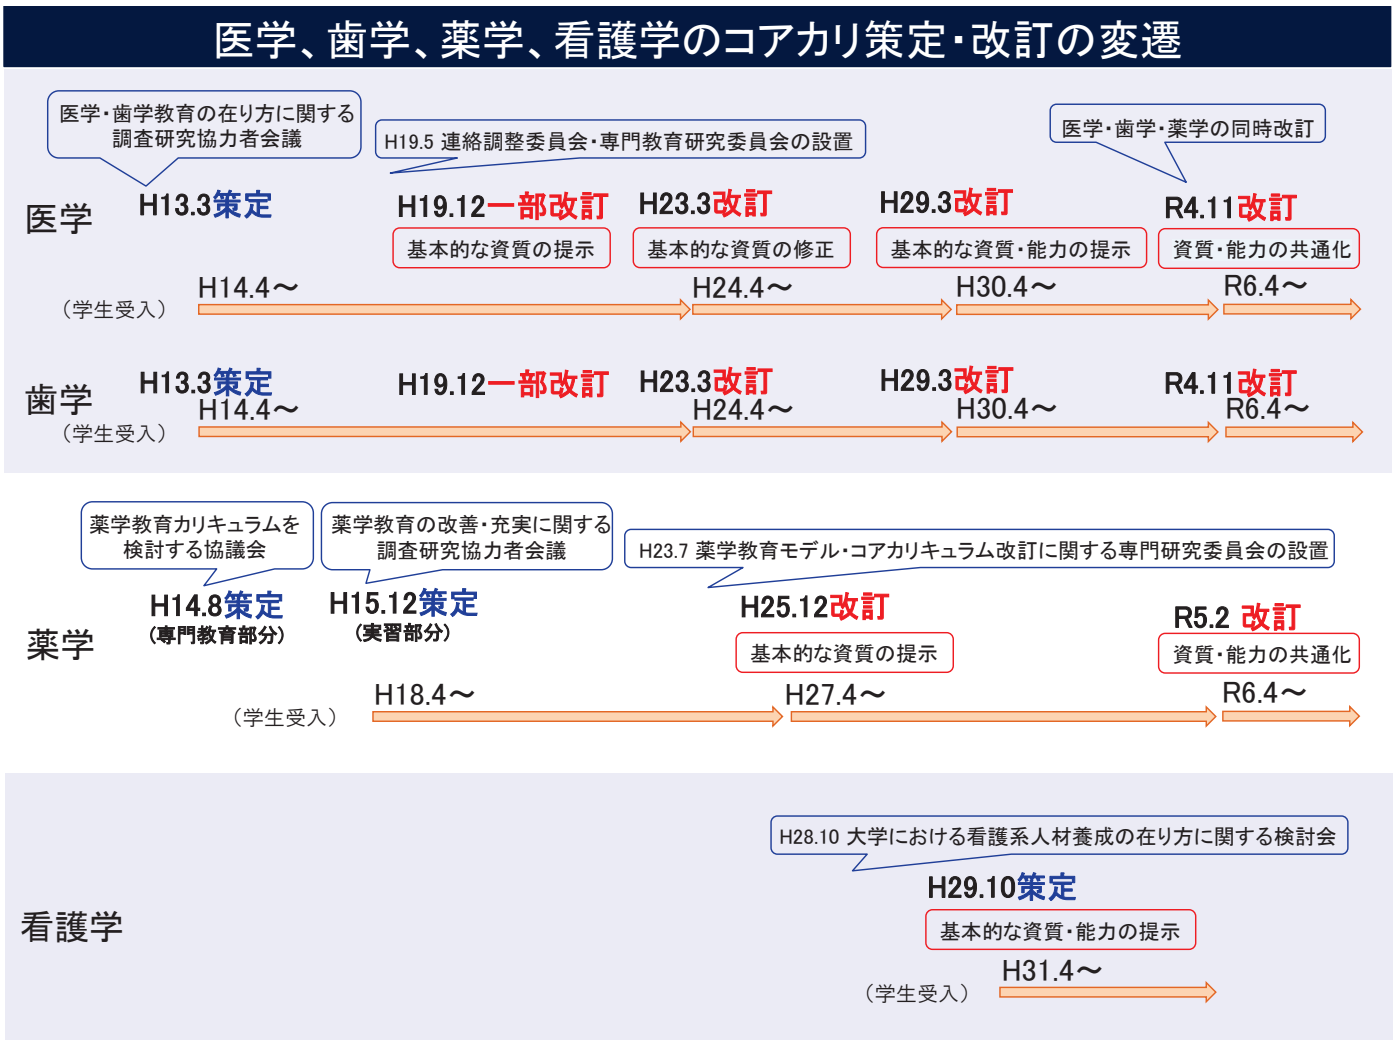 医学、歯学、薬学、看護学のコアカリ策定・改訂の変遷
医学・歯学教育の在り方に関する
調査研究協力者会議
H19.5 連絡調整委員会・専門教育研究委員会の設置
医学・歯学・薬学の同時改訂
医学
H13.3策定
H19.12一部改訂
H23.3改訂
H29.3改訂
R4.11改訂
基本的な資質の提示
基本的な資質の修正
基本的な資質・能力の提示
資質・能力の共通化
（学生受入）
H14.4～
H24.4～
H30.4～
R6.4～
歯学
H13.3策定
H19.12一部改訂
H23.3改訂
H29.3改訂
R4.11改訂
（学生受入）
H14.4～
H24.4～
H30.4～
R6.4～
薬学教育カリキュラムを
検討する協議会
薬学教育の改善・充実に関する
調査研究協力者会議
H23.7 薬学教育モデル・コアカリキュラム改訂に関する専門研究委員会の設置
薬学
H14.8策定
（専門教育部分）
H15.12策定
（実習部分）
H25.12改訂
基本的な資質の提示
R5.2 改訂
資質・能力の共通化
（学生受入）
H18.4～
H27.4～
R6.4～
H28.10 大学における看護系人材養成の在り方に関する検討会
看護学
H29.10策定
基本的な資質・能力の提示
（学生受入）
H31.4～